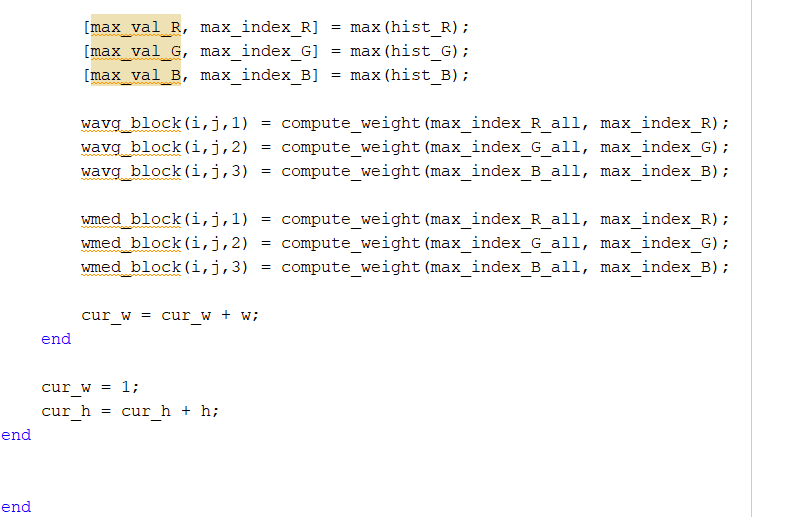 [max_val_R, max_index_R] = max(hist_R);
[max_val_G, max_index_G] = max(hist_G);
[max_val_B, max_index_B] = max(hist_B);
wavg_block(i,j,1) = compute_weight(max_index_R_all, max_index_R);
wavg_block(i,j,2) = compute_weight(max_index_G_all, max_index_G);
wavg_block(i,j,3) = compute_weight(max_index_B_all, max_index_B);
wmed_block(i,j,1) = compute_weight(max_index_R_all, max_index_R);
wmed_block(i,j,2) = compute_weight(max_index_G_all, max_index_G);
wmed_block(i,j,3) = compute_weight(max_index_B_all, max_index_B);
cur_w = cur_w + w;
end
cur_w = 1;
cur_h = cur_h + h;
end
end